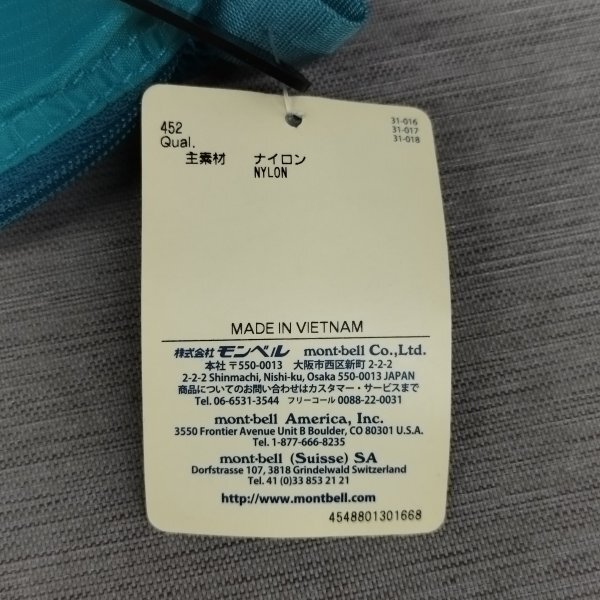 452
Qual.
31-016
31-017
31-018
主素材 ナイロン
NYLON
MADE IN VIETNAM
株式会社 モンベル mont-bell Co.,Ltd.
本社 〒550-0013 大阪市西区新町 2-2-2
2-2-2 Shinmachi, Nishi-ku, Osaka 550-0013 JAPAN
商品についてのお問い合わせはカスタマー・サービスまで
Tel. 06-6531-3544 フリーコール 0088-22-0031
mont-bell America, Inc.
3550 Frontier Avenue Unit B Boulder, CO 80301 U.S.A.
Tel. 1-877-666-8235
mont-bell (Suisse) SA
Dorfstrasse 107, 3818 Grindelwald Switzerland
Tel. 41 (0)33 853 21 21
http://www.montbell.com
4548801301668